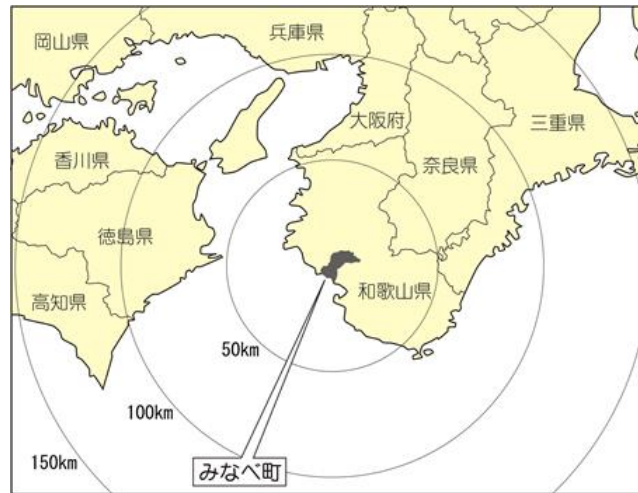 兵庫県
岡山県
大阪府
三重県
香川県
奈良県
徳島県
和歌山県
高知県
50km
100km
150km
みなべ町